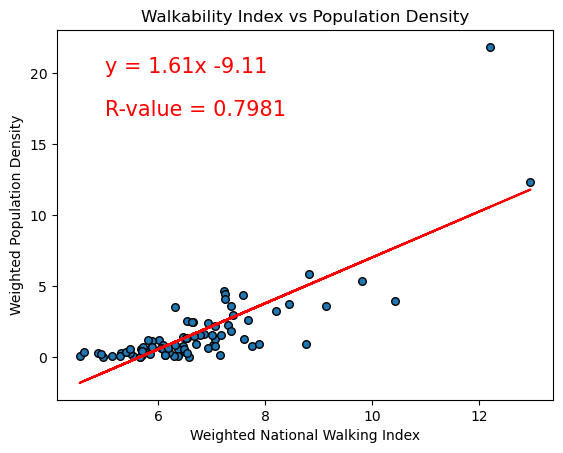 Walkability Index vs Population Density
y = 1.61x -9.11
R-value = 0.7981
Weighted Population Density
20
15
10
5
0
6 8 10 12
Weighted National Walking Index